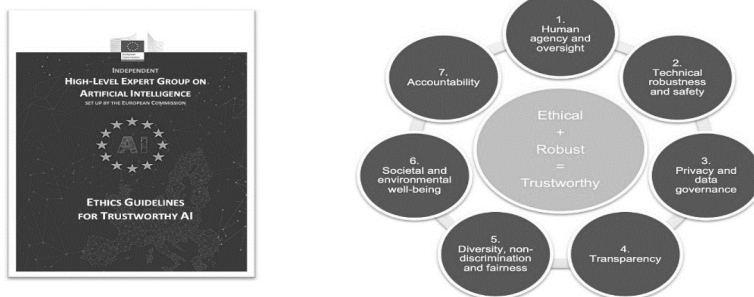 INDEPENDENT
HIGH-LEVEL EXPERT GROUP ON
ARTIFICIAL INTELLIGENCE
SET UP BY THE EUROPEAN COMMISSION
AI
ETHICS GUIDELINES
FOR TRUSTWORTHY AI
1.
Human
agency and
oversight
2.
Technical
robustness
and safety
3.
Privacy and
data
governance
4.
Transparency
5.
Diversity, non-
discrimination
and fairness
6.
Societal and
environmental
well-being
7.
Accountability
Ethical
+
Robust
=
Trustworthy